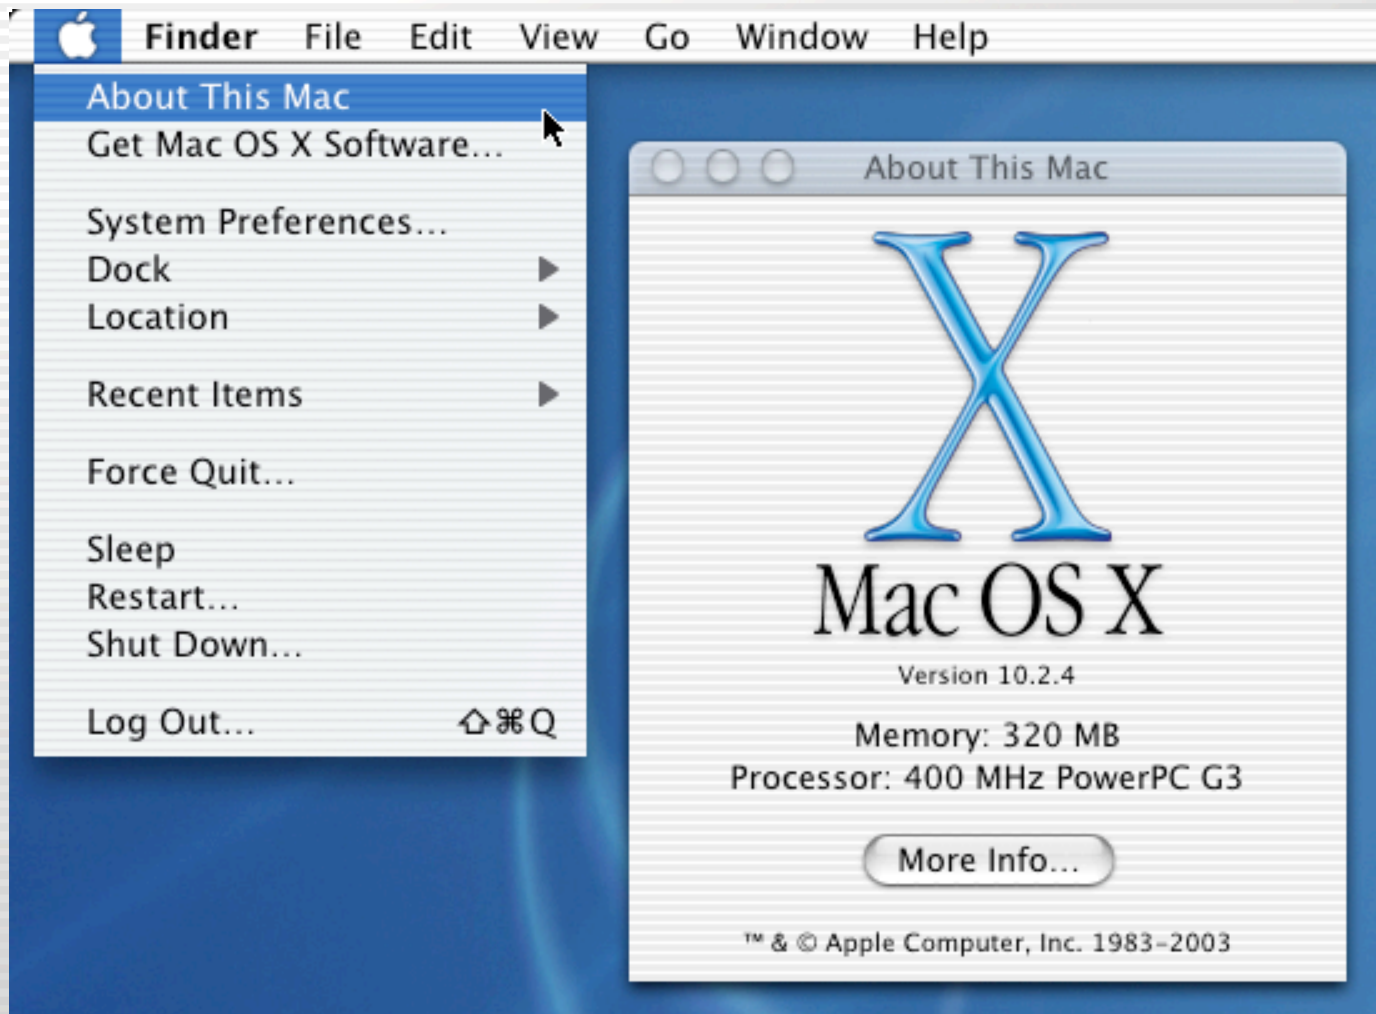 Finder File Edit View Go Window Help
About This Mac
Get Mac OS X Software...
System Preferences...
Dock
Location
Recent Items
Force Quit...
Sleep
Restart...
Shut Down...
Log Out... ⇧⌘Q
About This Mac
X
Mac OS X
Version 10.2.4
Memory: 320 MB
Processor: 400 MHz PowerPC G3
More Info...
™ & © Apple Computer, Inc. 1983–2003